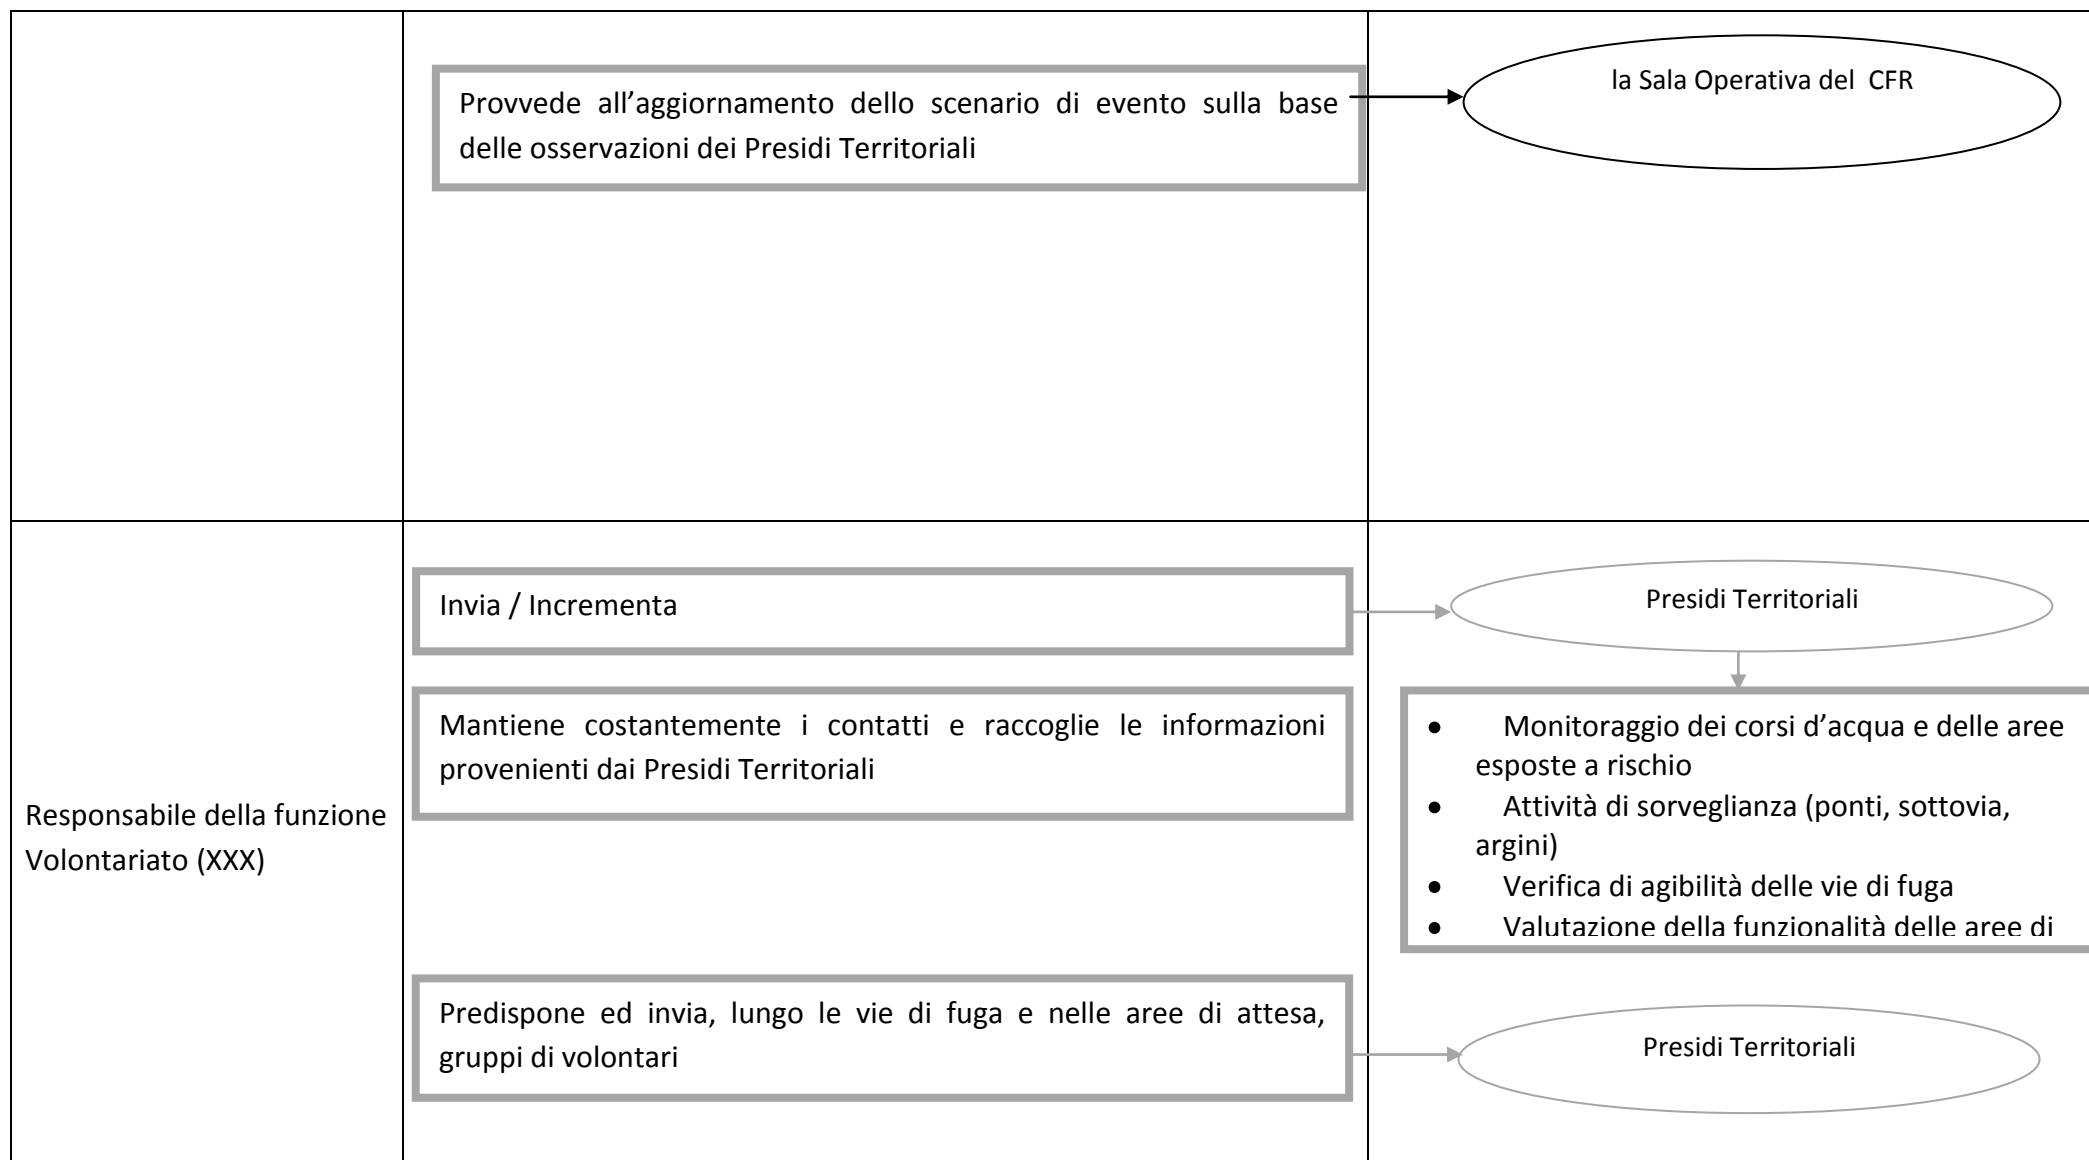 Provvede all’aggiornamento dello scenario di evento sulla base
delle osservazioni dei Presidi Territoriali
la Sala Operativa del CFR
Responsabile della funzione
Volontariato (XXX)
Invia / Incrementa
Presidi Territoriali
Mantiene costantemente i contatti e raccoglie le informazioni
provenienti dai Presidi Territoriali
• Monitoraggio dei corsi d’acqua e delle aree
esposte a rischio
• Attività di sorveglianza (ponti, sottovia,
argini)
• Verifica di agibilità delle vie di fuga
• Valutazione della funzionalità delle aree di
Predispone ed invia, lungo le vie di fuga e nelle aree di attesa,
gruppi di volontari
Presidi Territoriali